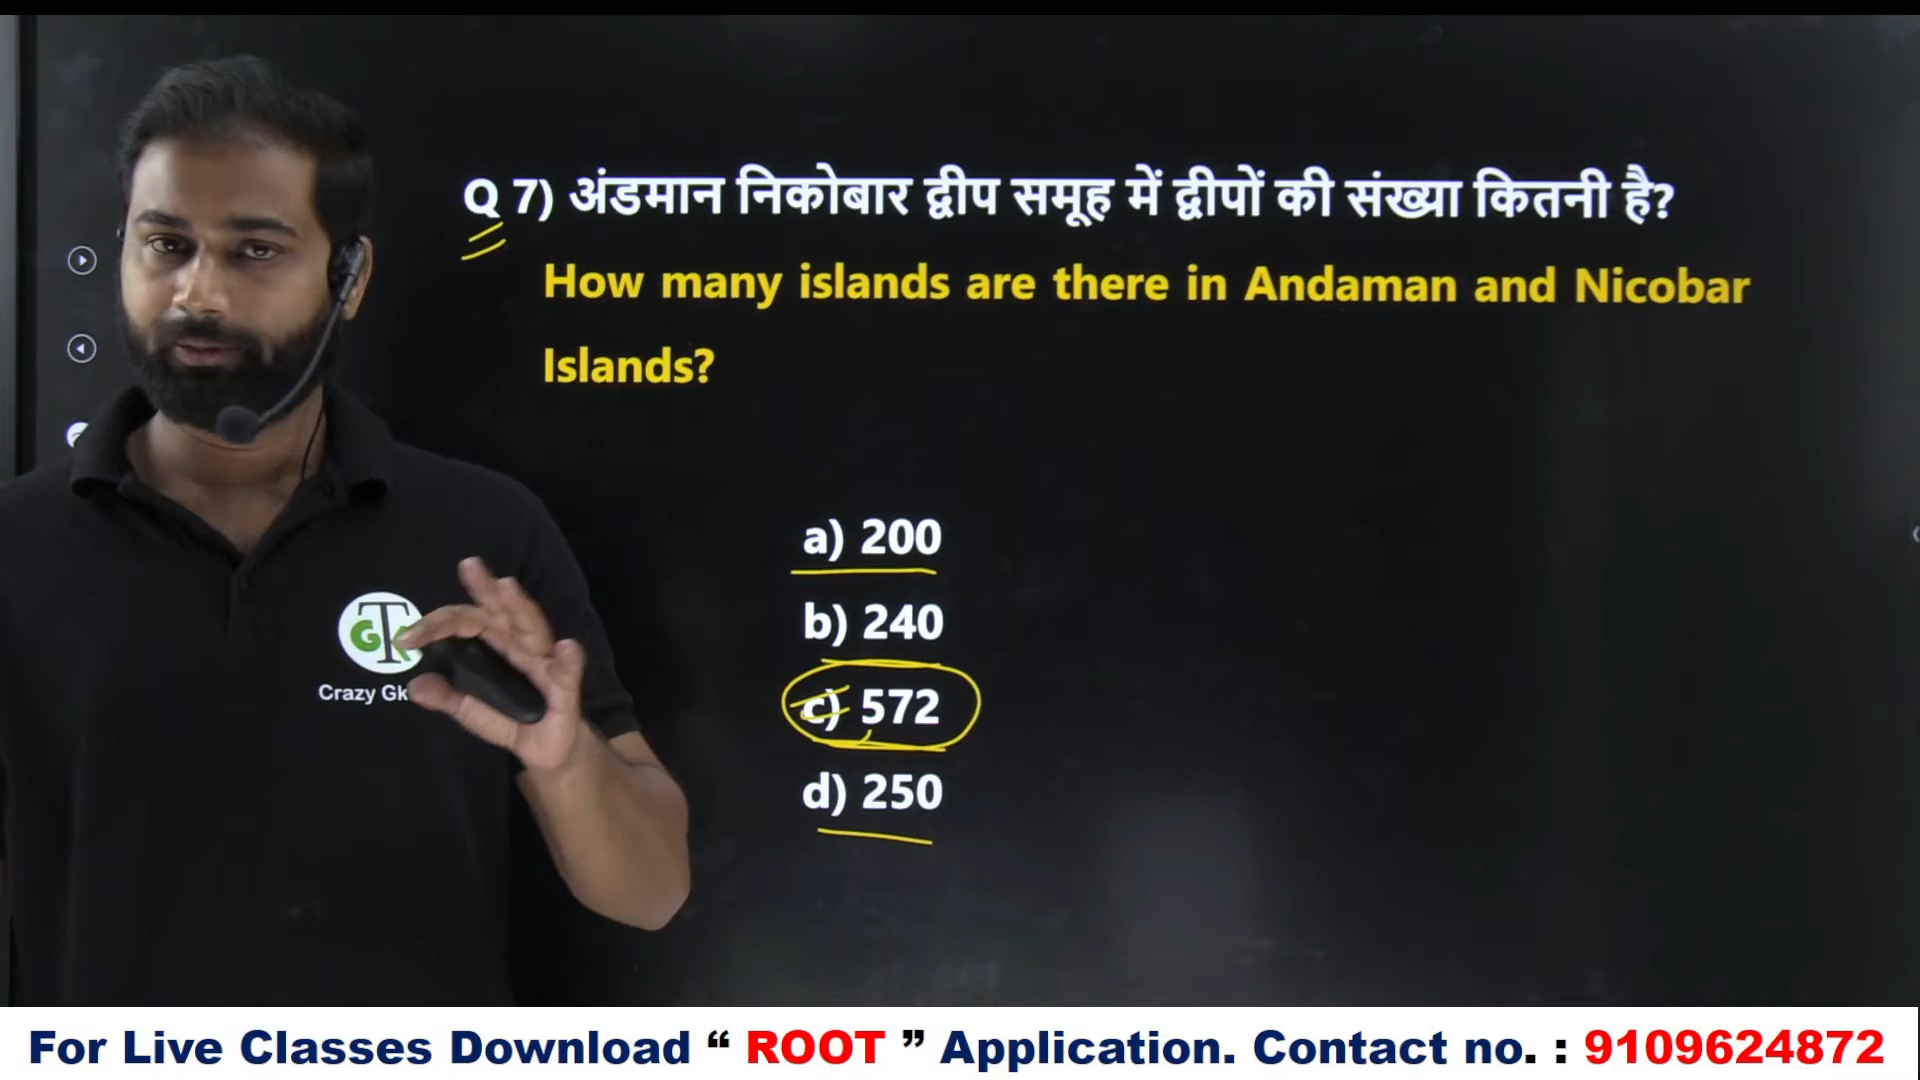 Q 7) अंडमान निकोबार द्वीप समूह में द्वीपों की संख्या कितनी है?
How many islands are there in Andaman and Nicobar
Islands?
a) 200
b) 240
c) 572
d) 250
TGK
Crazy Gk
For Live Classes Download “ ROOT ” Application. Contact no. : 9109624872